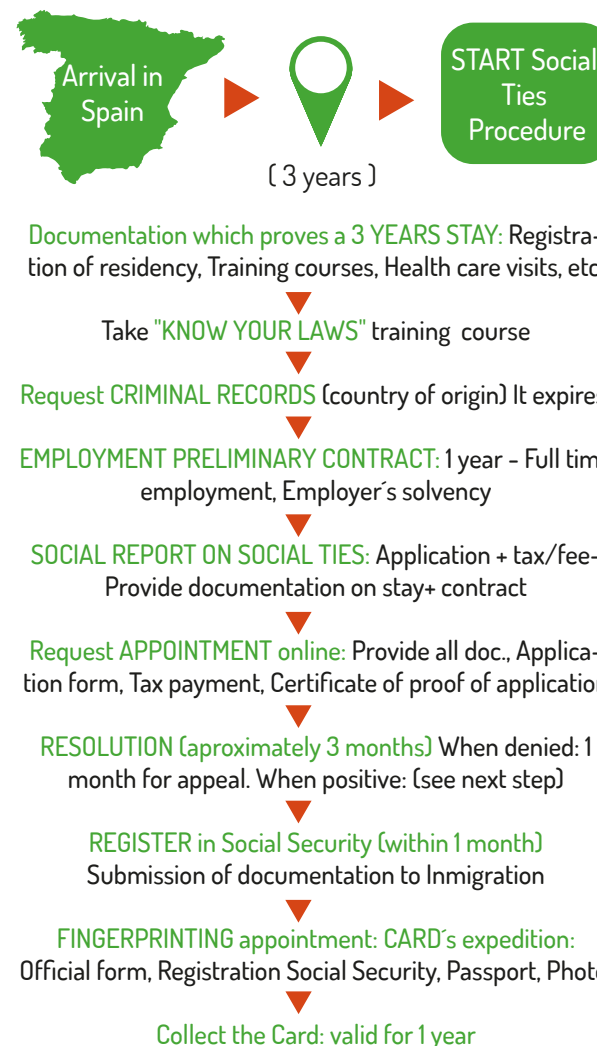 Arrival in
Spain
( 3 years )
START Social
Ties
Procedure
Documentation which proves a 3 YEARS STAY: Registra-
tion of residency, Training courses, Health care visits, etc
Take "KNOW YOUR LAWS" training course
Request CRIMINAL RECORDS (country of origin) It expires
EMPLOYMENT PRELIMINARY CONTRACT: 1 year - Full tim
employment, Employer´s solvency
SOCIAL REPORT ON SOCIAL TIES: Application + tax/fee-
Provide documentation on stay+ contract
Request APPOINTMENT online: Provide all doc., Applica-
tion form, Tax payment, Certificate of proof of application
RESOLUTION (aproximately 3 months) When denied: 1
month for appeal. When positive: (see next step)
REGISTER in Social Security (within 1 month)
Submission of documentation to Inmigration
FINGERPRINTING appointment: CARD´s expedition:
Official form, Registration Social Security, Passport, Photo
Collect the Card: valid for 1 year